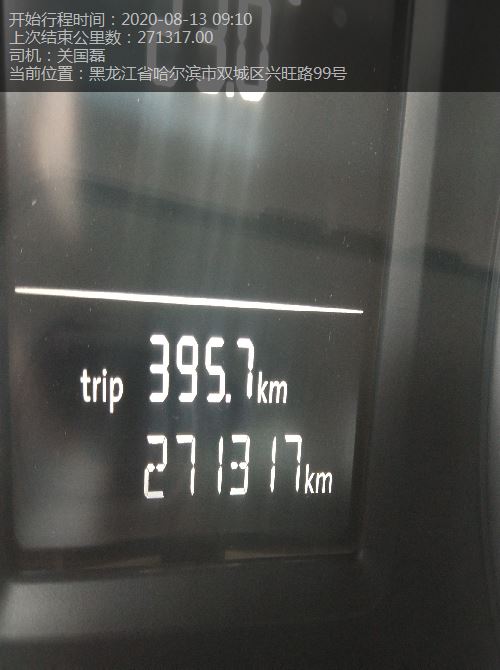 开始行程时间：2020-08-13 09:10
上次结束公里数：271317.00
司机：关国磊
当前位置：黑龙江省哈尔滨市双城区兴旺路99号
trip 395.7km
271317km